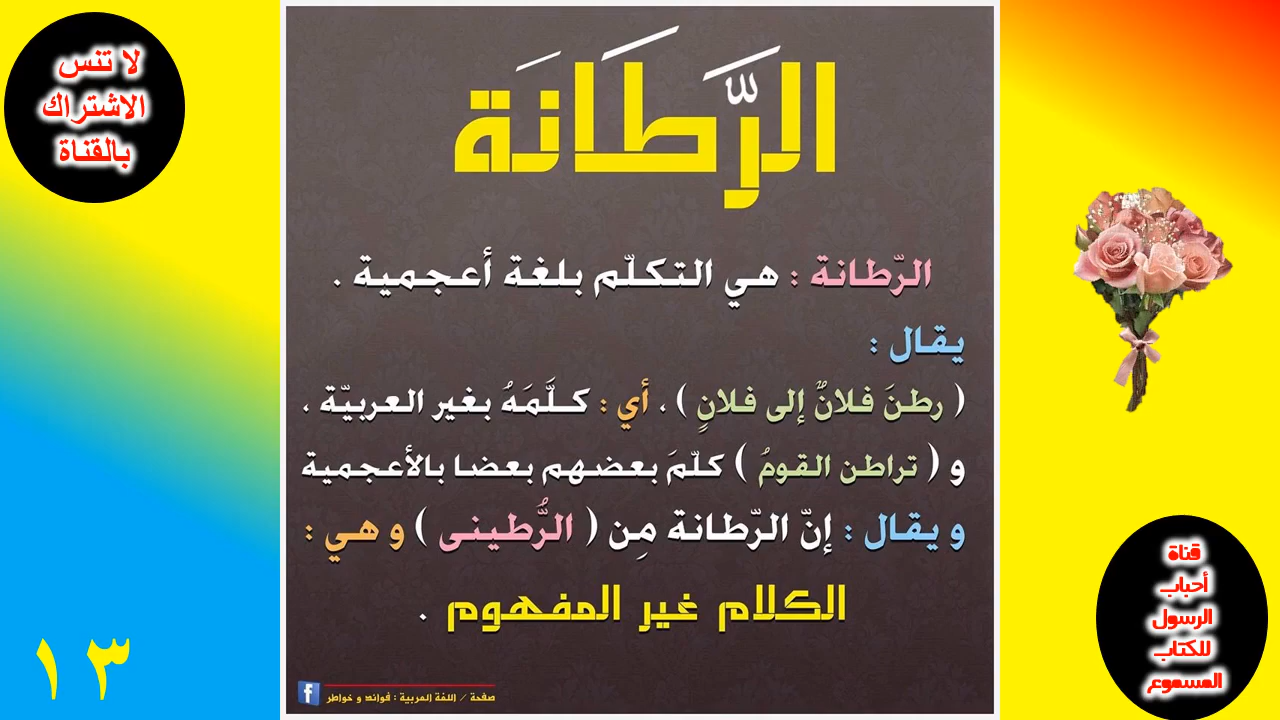 لا تنس
الاشتراك
بالقناة
الرَّطَانَة
الرّطانة : هي التكلّم بلغة أعجمية .
يقال :
( رطنَ فلانٌ إلى فلانٍ ) ، أي : كـلَّمَهُ بغير العربيّة ،
و ( تراطن القومُ ) كلّمَ بعضهم بعضا بالأعجمية
و يقال : إنّ الرّطانة مِن ( الرُّطينى ) و هي :
الكلام غير المفهوم .
صفحة / اللغة العربية : فوائد و خواطر
١٣
قناة
أحباب
الرسول
للكتاب
المسموع